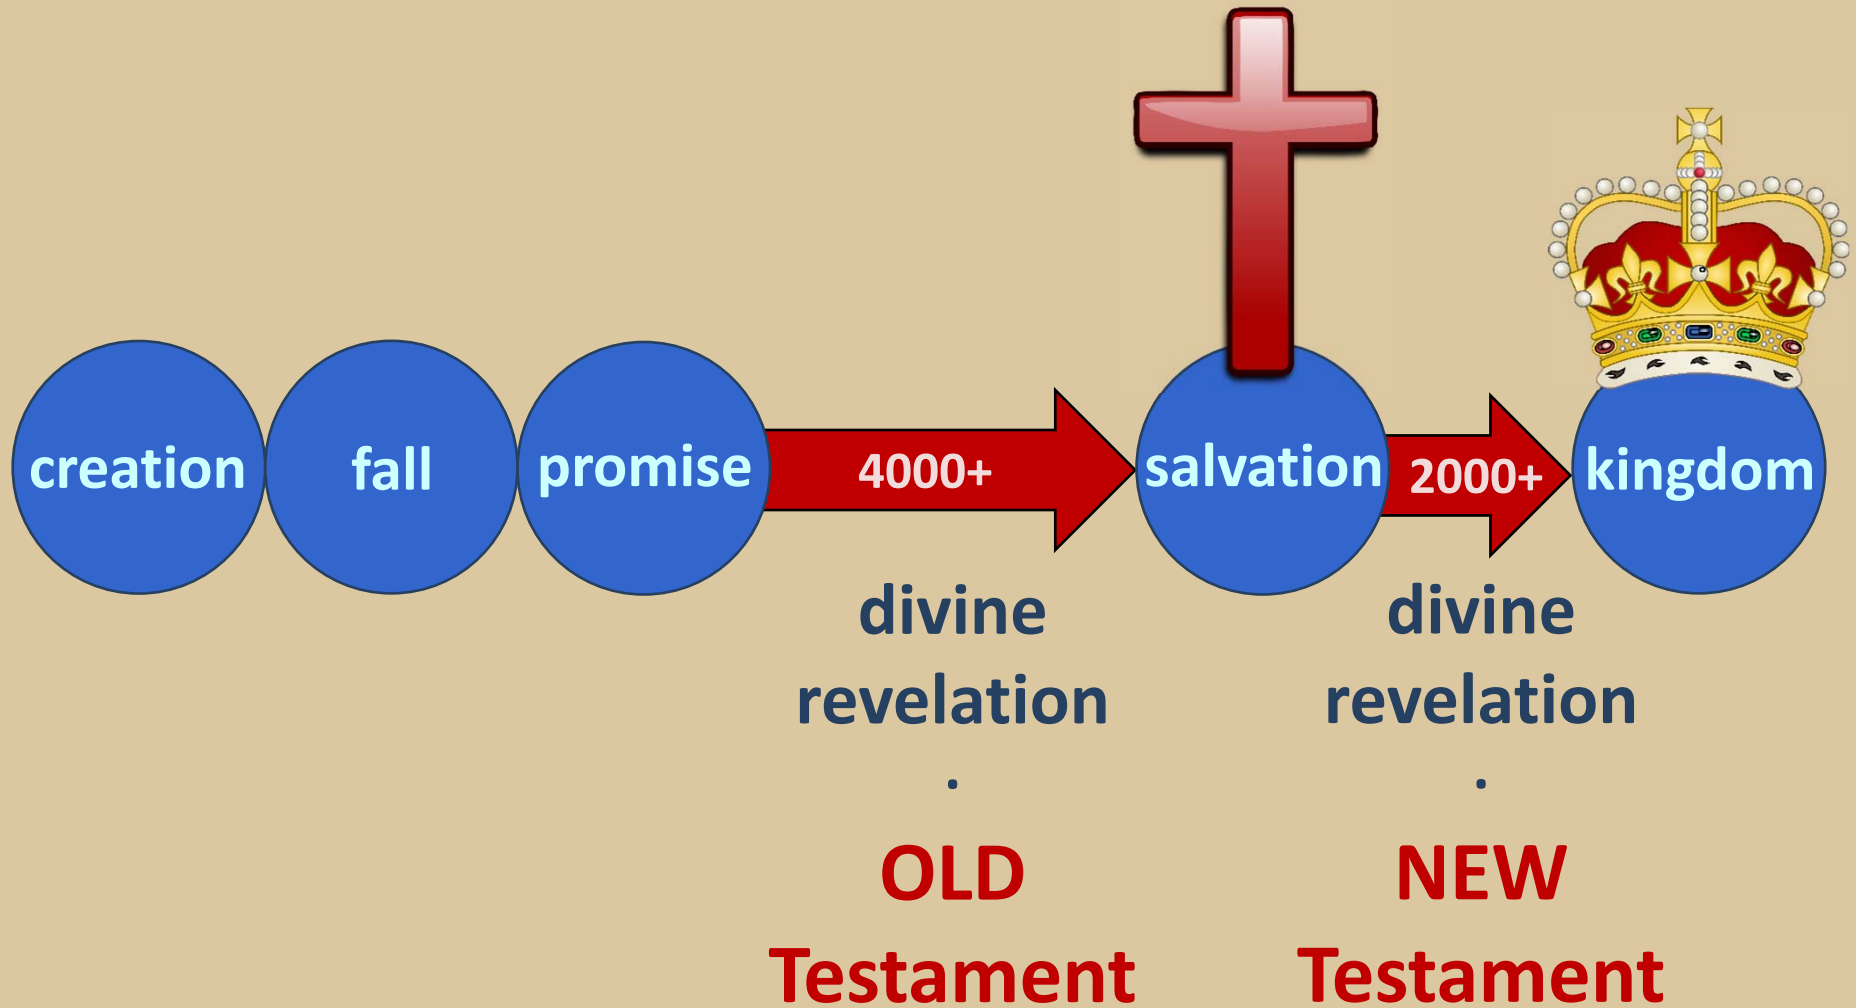 creation
fall
promise
4000+
salvation
2000+
kingdom
divine
revelation
.
OLD
Testament
divine
revelation
.
NEW
Testament